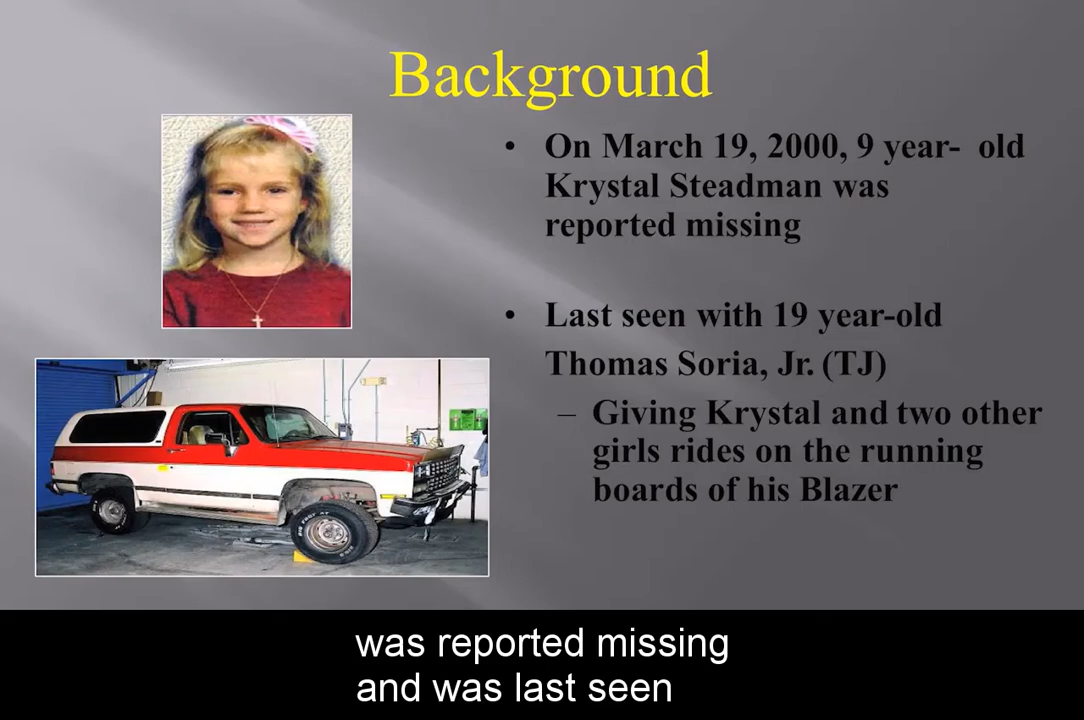 Background
• On March 19, 2000, 9 year- old
Krystal Steadman was
reported missing
• Last seen with 19 year-old
Thomas Soria, Jr. (TJ)
– Giving Krystal and two other
girls rides on the running
boards of his Blazer
was reported missing
and was last seen